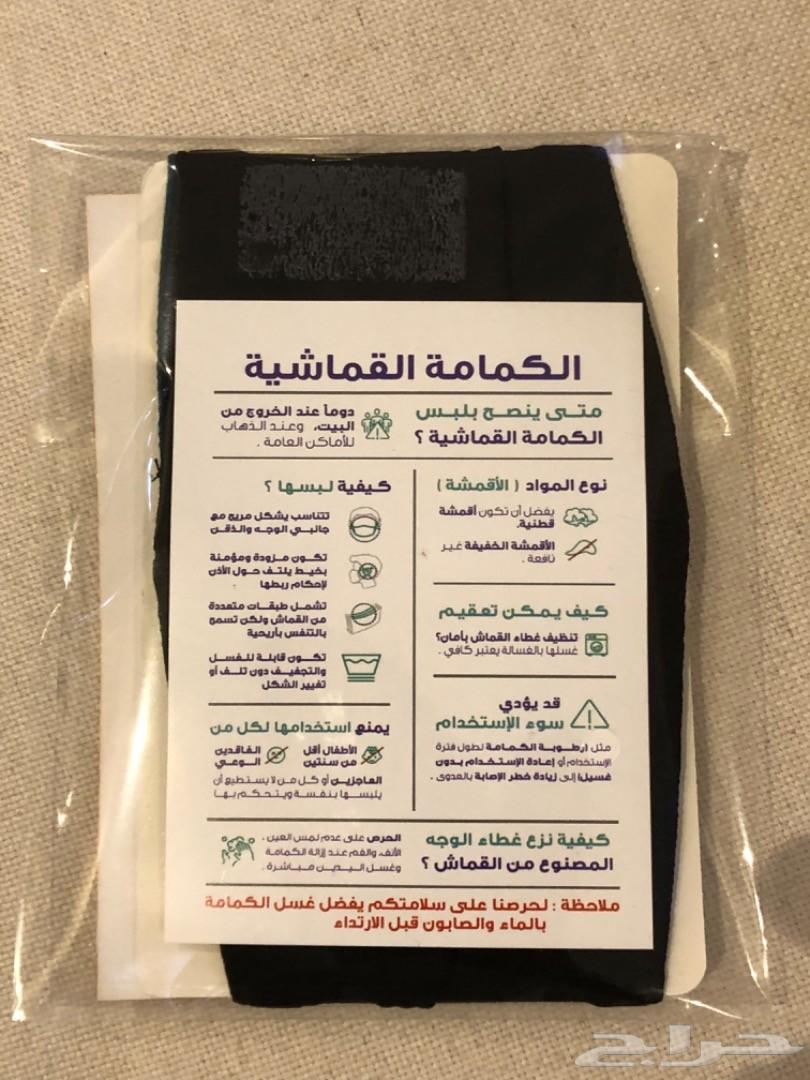 الكمامة القماشية
متى ينصح بلبس
الكمامة القماشية ؟
دوماً عند الخروج من
البيت، وعند الذهاب
للأماكن العامة .
نوع المواد ( الأقمشة )
يفضل أن تكون أقمشة
قطنية.
الأقمشة الخفيفة غير
نافعة .
كيف يمكن تعقيم
تنظيف غطاء القماش بأمان؟
غسلها بالغسالة يعتبر كافي .
قد يؤدي
سوء الإستخدام
مثل (رطوبة الكمامة لطول فترة
الإستخدام أو إعادة الإستخدام بدون
غسيل) إلى زيادة خطر الإصابة بالعدوى .
كيفية لبسها ؟
تتناسب بشكل مريح مع
جانبي الوجه والذقن
تكون مزودة ومؤمنة
بخيط يلتف حول الأذن
لإحكام ربطها
تشمل طبقات متعددة
من القماش ولكن تسمح
بالتنفس بأريحية
تكون قابلة للغسل
والتجفيف دون تلف أو
تغيير الشكل
يمنع استخدامها لكل من
الأطفال أقل
من سنتين
الفاقدين
الوعي
العاجزين أو كل من لا يستطيع أن
يلبسها بنفسة ويتحكم بها
كيفية نزع غطاء الوجه
المصنوع من القماش ؟
الحرص على عدم لمس العين .
الأنف، والفم عند إزالة الكمامة
وغسل اليدين مباشرة .
ملاحظة : لحرصنا على سلامتكم يفضل غسل الكمامة
بالماء والصابون قبل الارتداء
حراج